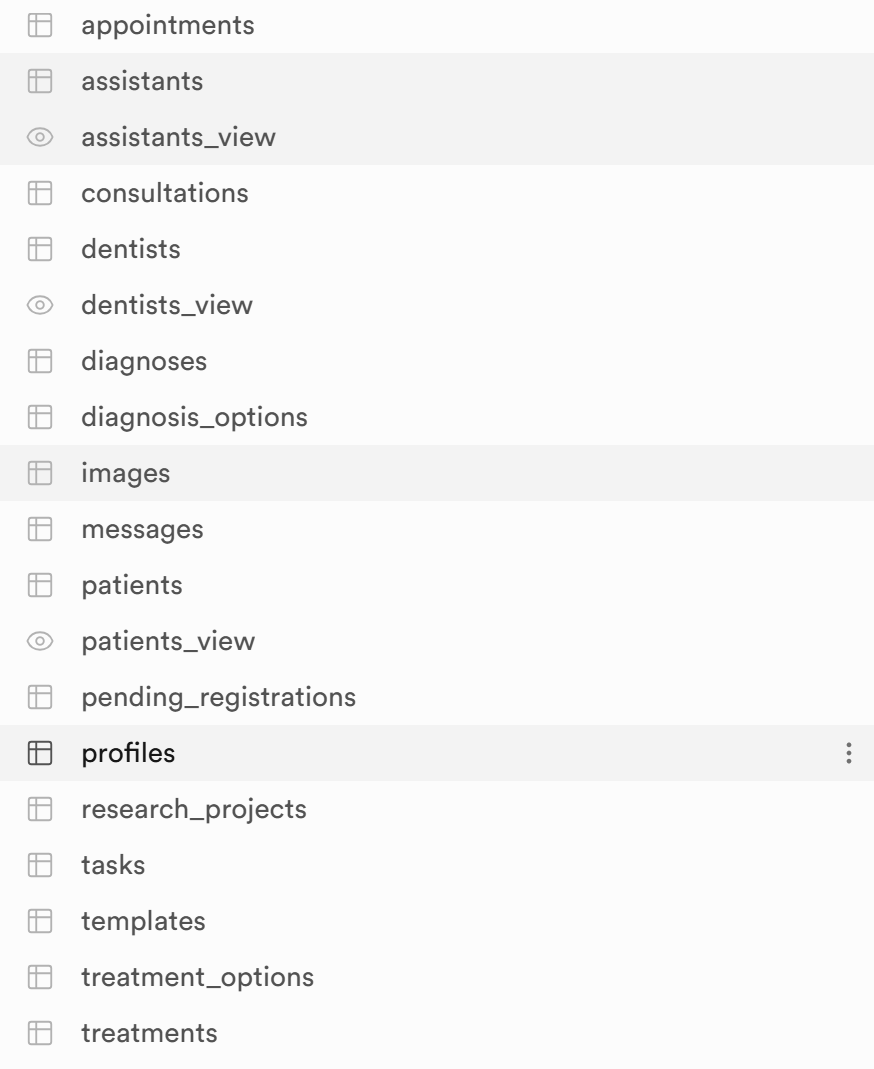 appointments
assistants
assistants_view
consultations
dentists
dentists_view
diagnoses
diagnosis_options
images
messages
patients
patients_view
pending_registrations
profiles
research_projects
tasks
templates
treatment_options
treatments